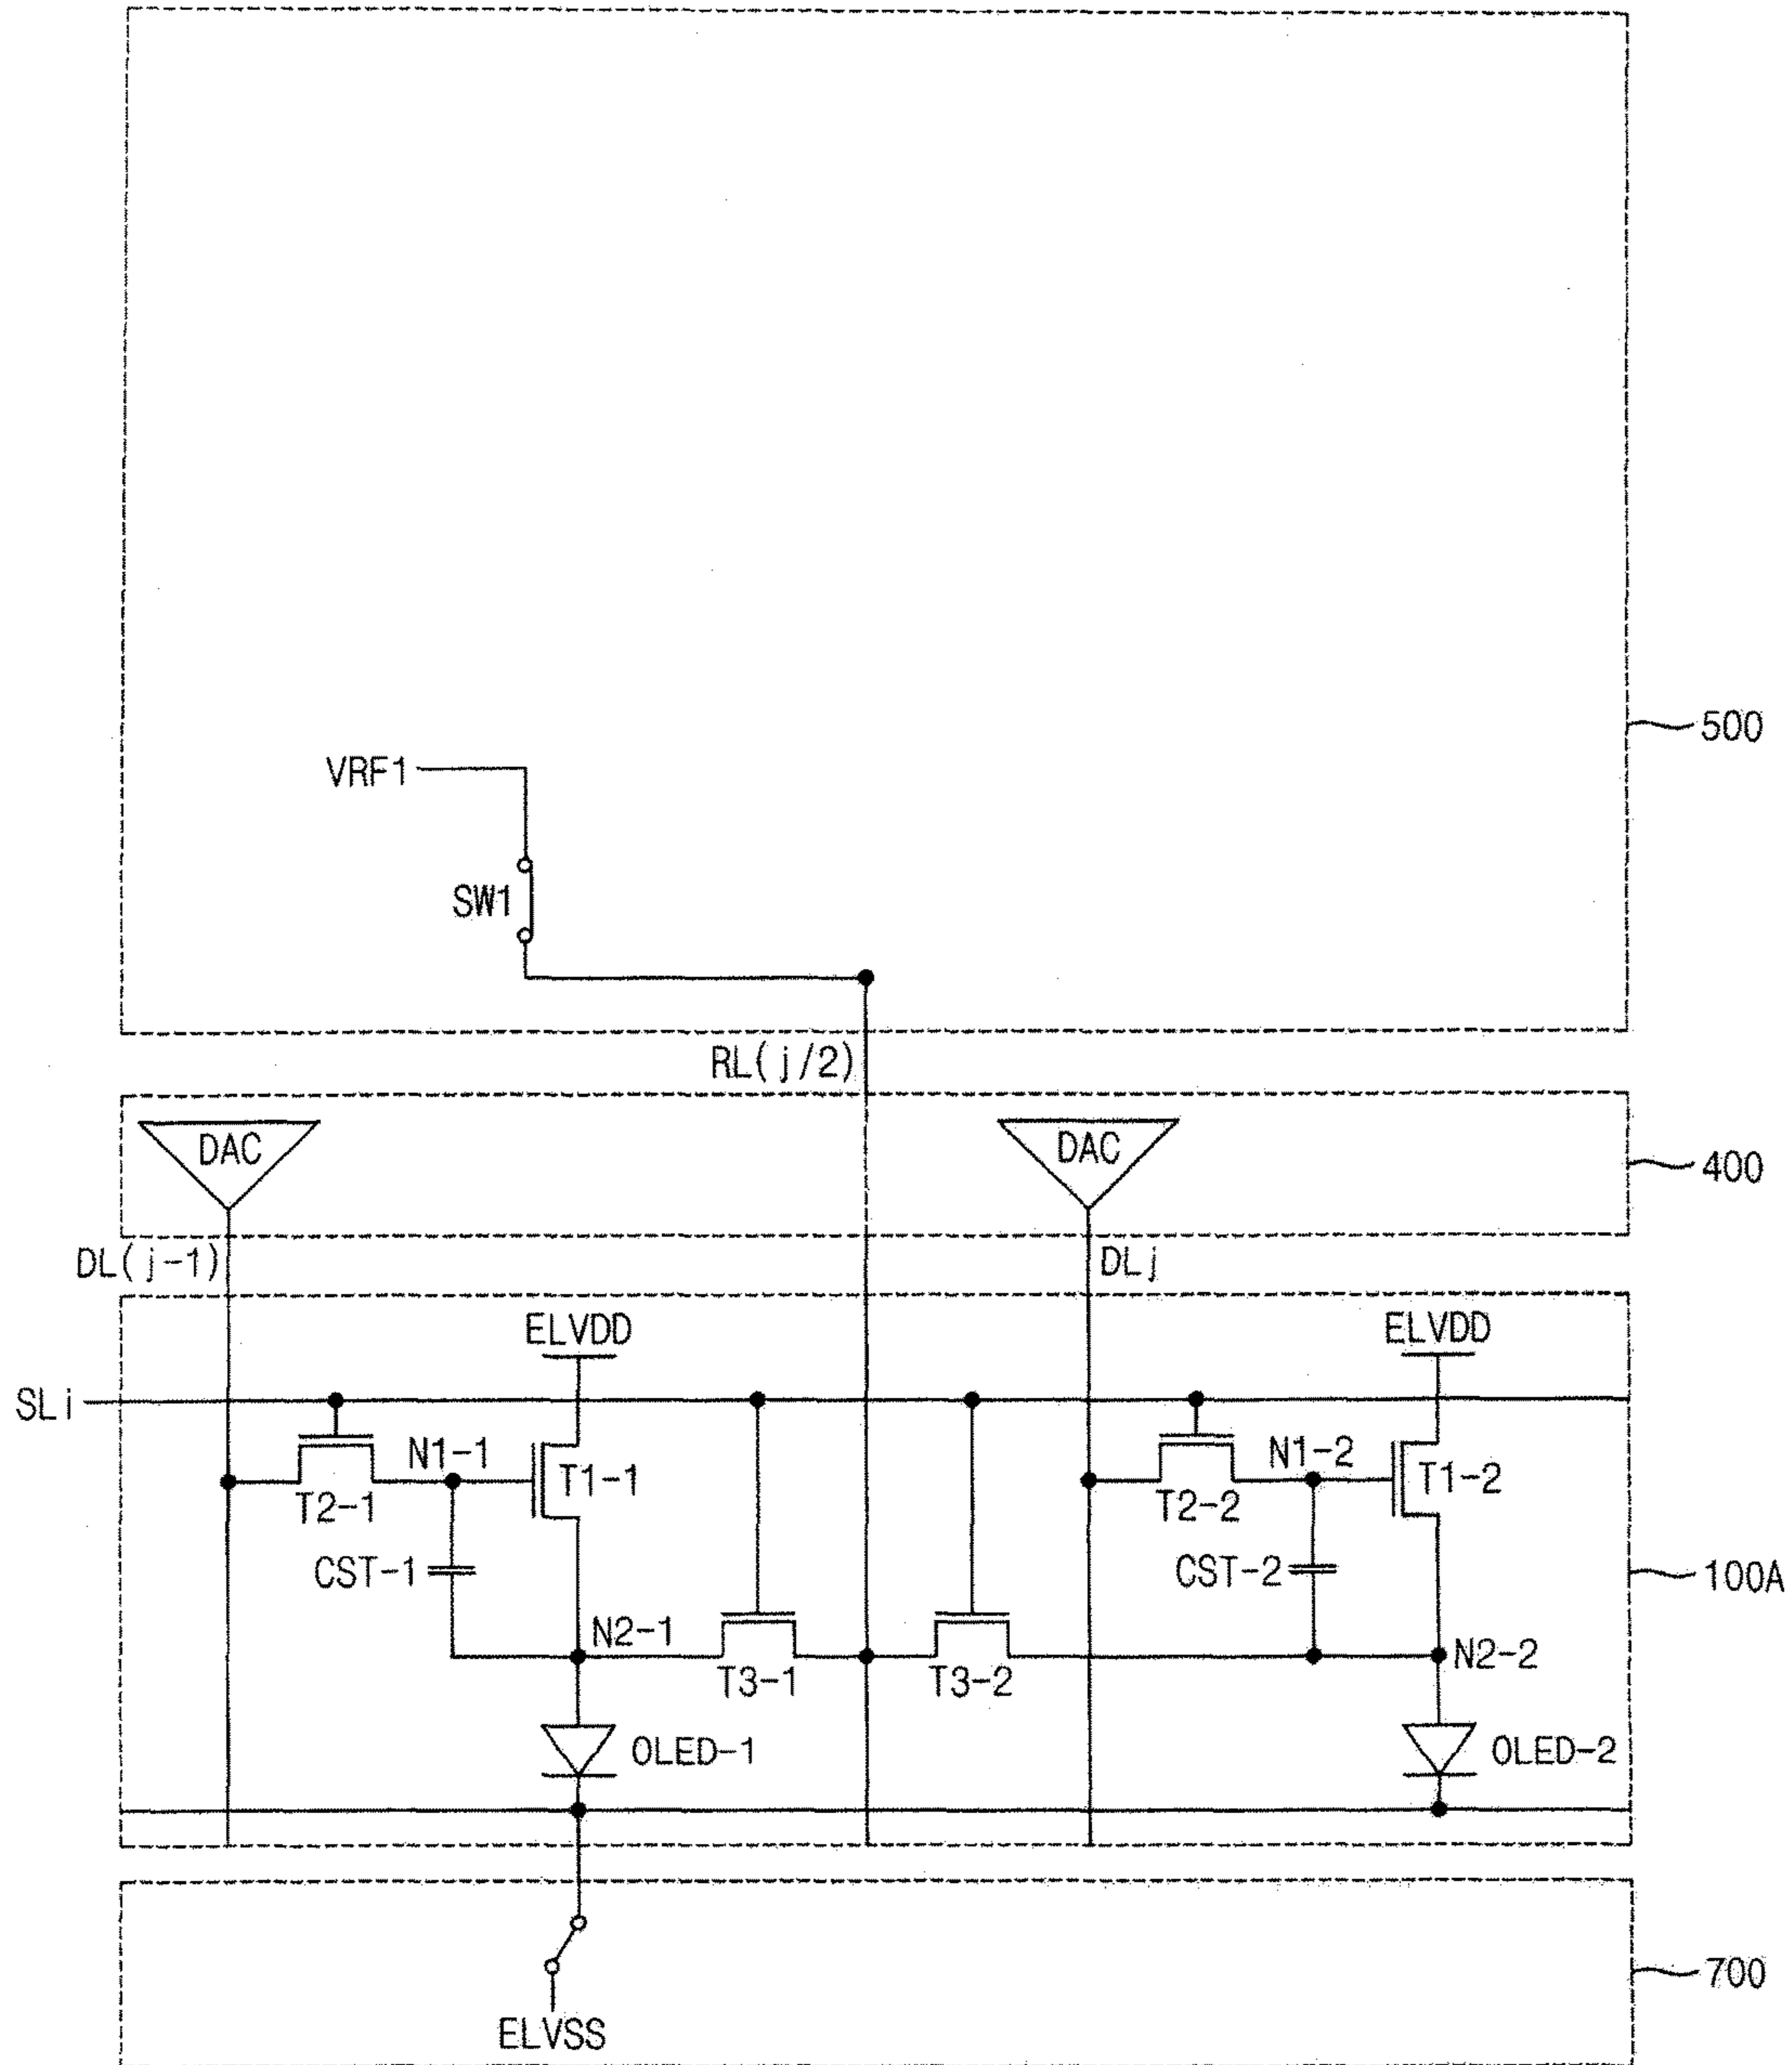 500
VRF1
SW1
RL(j/2)
DAC
DAC
400
DL(j-1)
DLj
ELVDD
ELVDD
SLi
N1-1
T1-1
N1-2
T1-2
T2-1
T2-2
CST-1
CST-2
100A
N2-1
N2-2
T3-1
T3-2
OLED-1
OLED-2
700
ELVSS